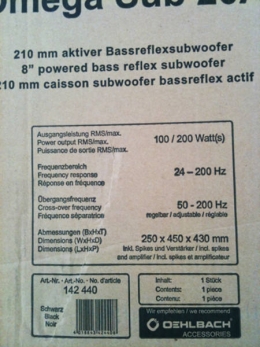 Omega Sub
210 mm aktiver Bassreflexsubwoofer
8" powered bass reflex subwoofer
210 mm caisson subwoofer bassreflex actif
Ausgangsleistung RMS/max.
Power output RMS/max.
Puissance de sortie RMS/max.
100 / 200 Watt(s)
Frequenzbereich
Frequency response
Réponse en fréquence
24 – 200 Hz
Übergangsfrequenz
Cross-over frequency
Fréquence séparatrice
50 - 200 Hz
regelbar / adjustable / réglable
Abmessungen (BxHxT)
Dimensions (WxHxD)
Dimensions (LxHxP)
250 x 450 x 430 mm
inkl. Spikes und Verstärker / incl. spikes
and amplifier / incl. spikes et amplificateur
Art.-Nr. - Art.-No. - No. d'article
142 440
Schwarz
Black
Noir
Inhalt: 1 Stück
Contents: 1 piece
Contenu: 1 pièce
Wir empfehlen / we recommend
OEHLBACH
ACCESSORIES